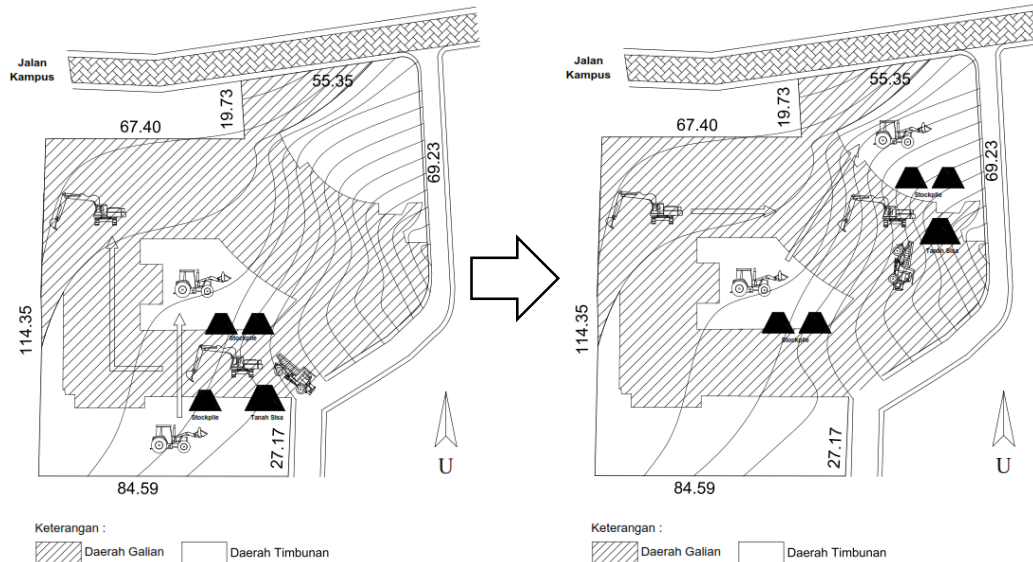 Jalan
Kampus
55.35
19.73
67.40
69.23
114.35
Stockpile
Stockpile
Tanah Sisa
27.17
84.59
U
Keterangan :
Daerah Galian
Daerah Timbunan
Jalan
Kampus
55.35
19.73
67.40
69.23
Stockpile
Tanah Sisa
114.35
Stockpile
27.17
84.59
U
Keterangan :
Daerah Galian
Daerah Timbunan